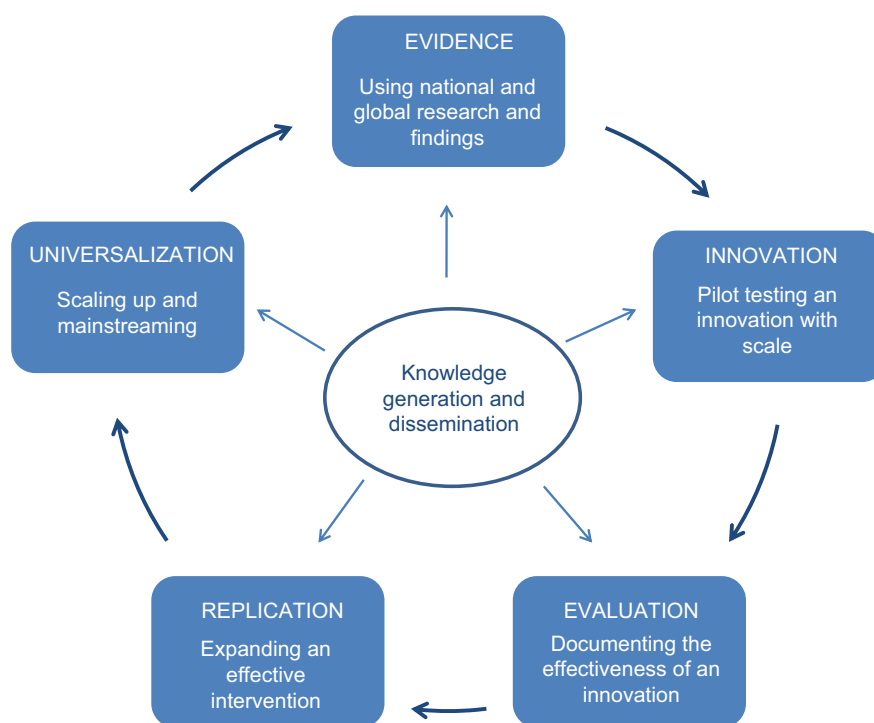 EVIDENCE
Using national and
global research and
findings
UNIVERSALIZATION
Scaling up and
mainstreaming
INNOVATION
Pilot testing an
innovation with
scale
Knowledge
generation and
dissemination
REPLICATION
Expanding an
effective
intervention
EVALUATION
Documenting the
effectiveness of an
innovation